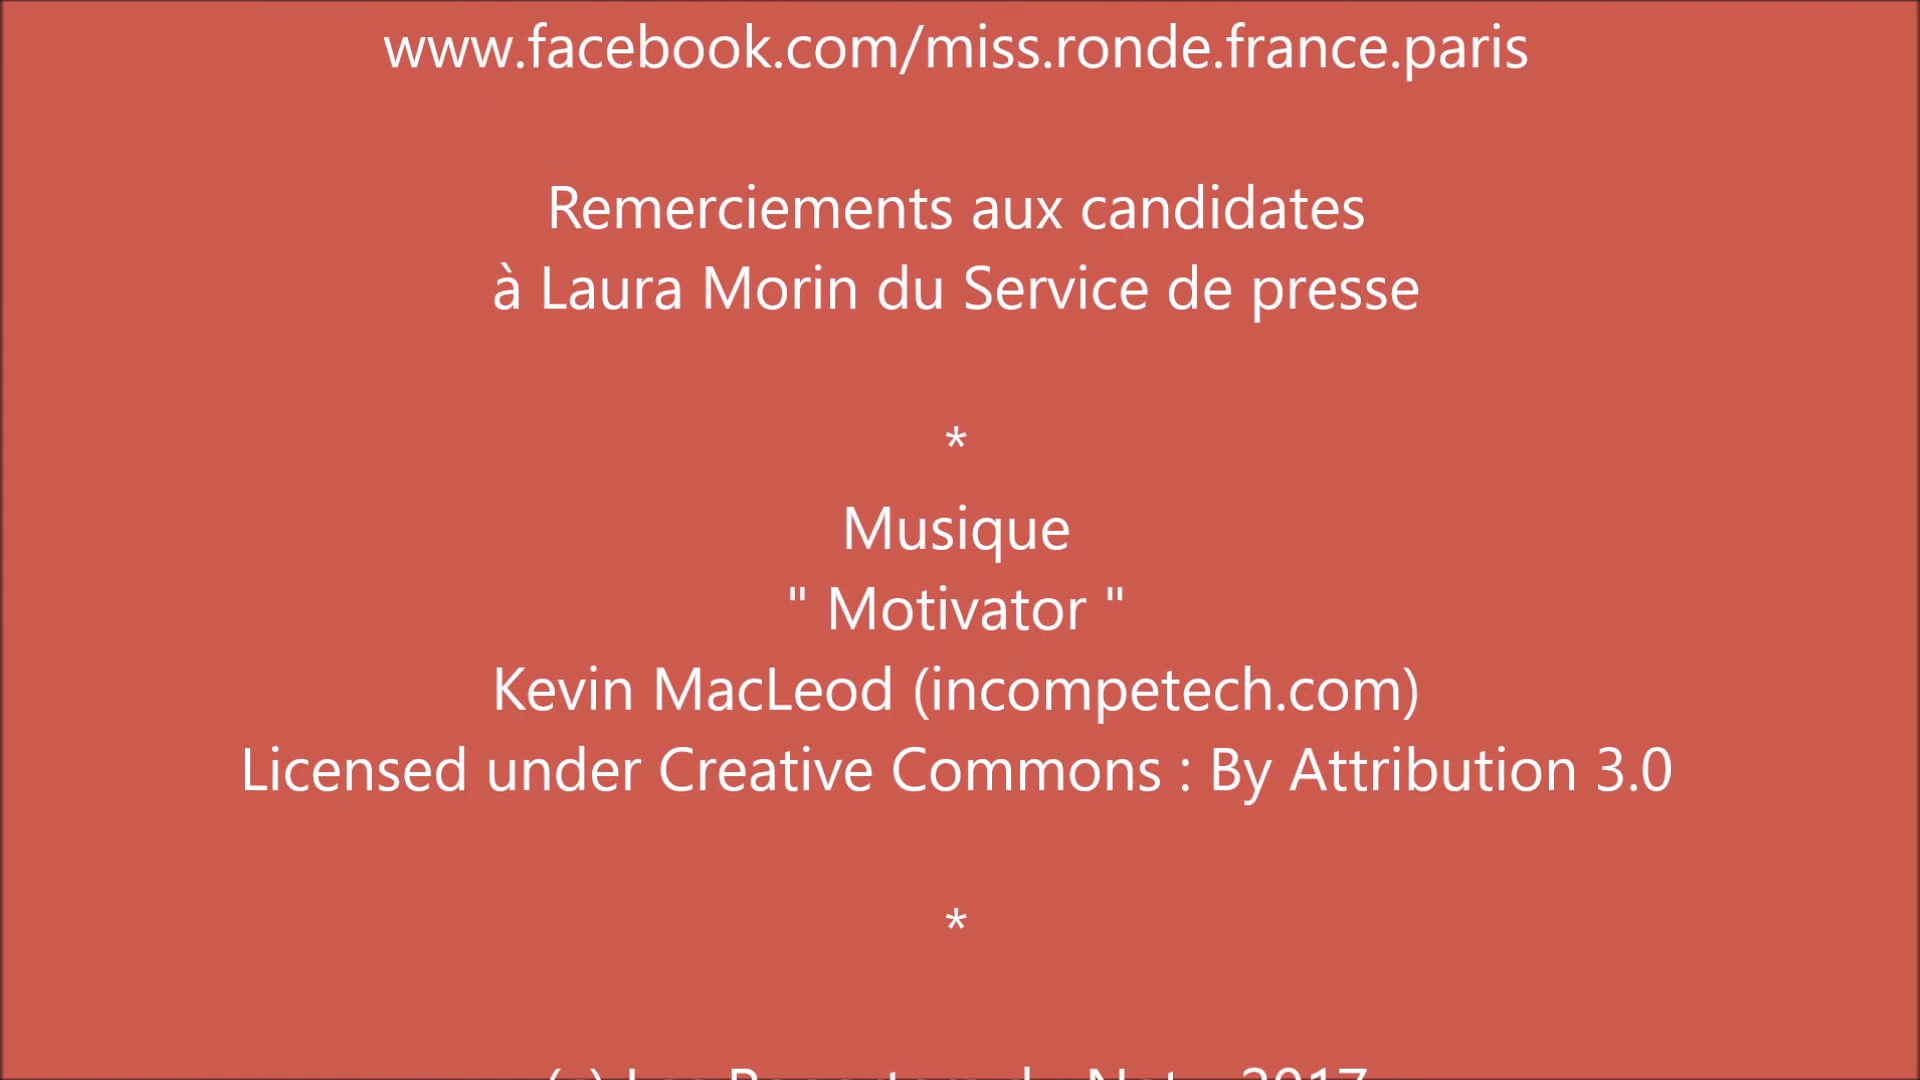 www.facebook.com/miss.ronde.france.paris
Remerciements aux candidates
à Laura Morin du Service de presse
*
Musique
" Motivator "
Kevin MacLeod (incompetech.com)
Licensed under Creative Commons : By Attribution 3.0
*